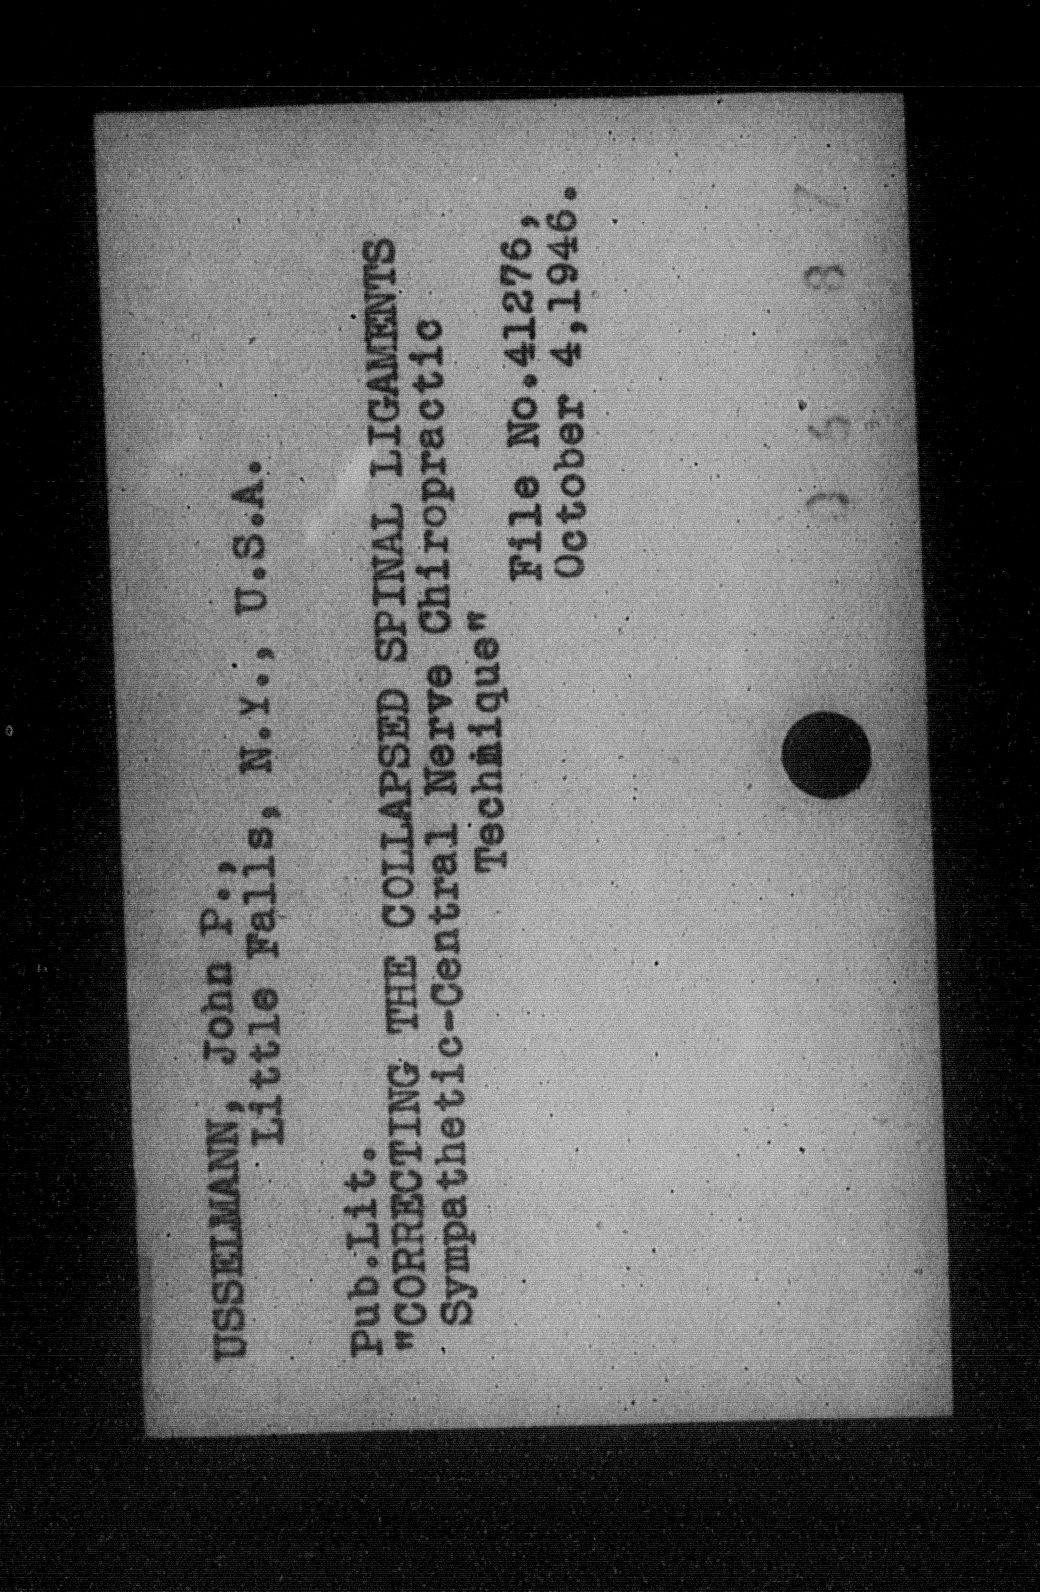 USSELMANN, John P.,
Little Falls, N.Y., U.S.A.
Pub.Lit.
"CORRECTING THE COLLAPSED SPINAL LIGAMENTS
Sympathetic-Central Nerve Chiropractic
Technique"
File No.41276,
October 4,1946.